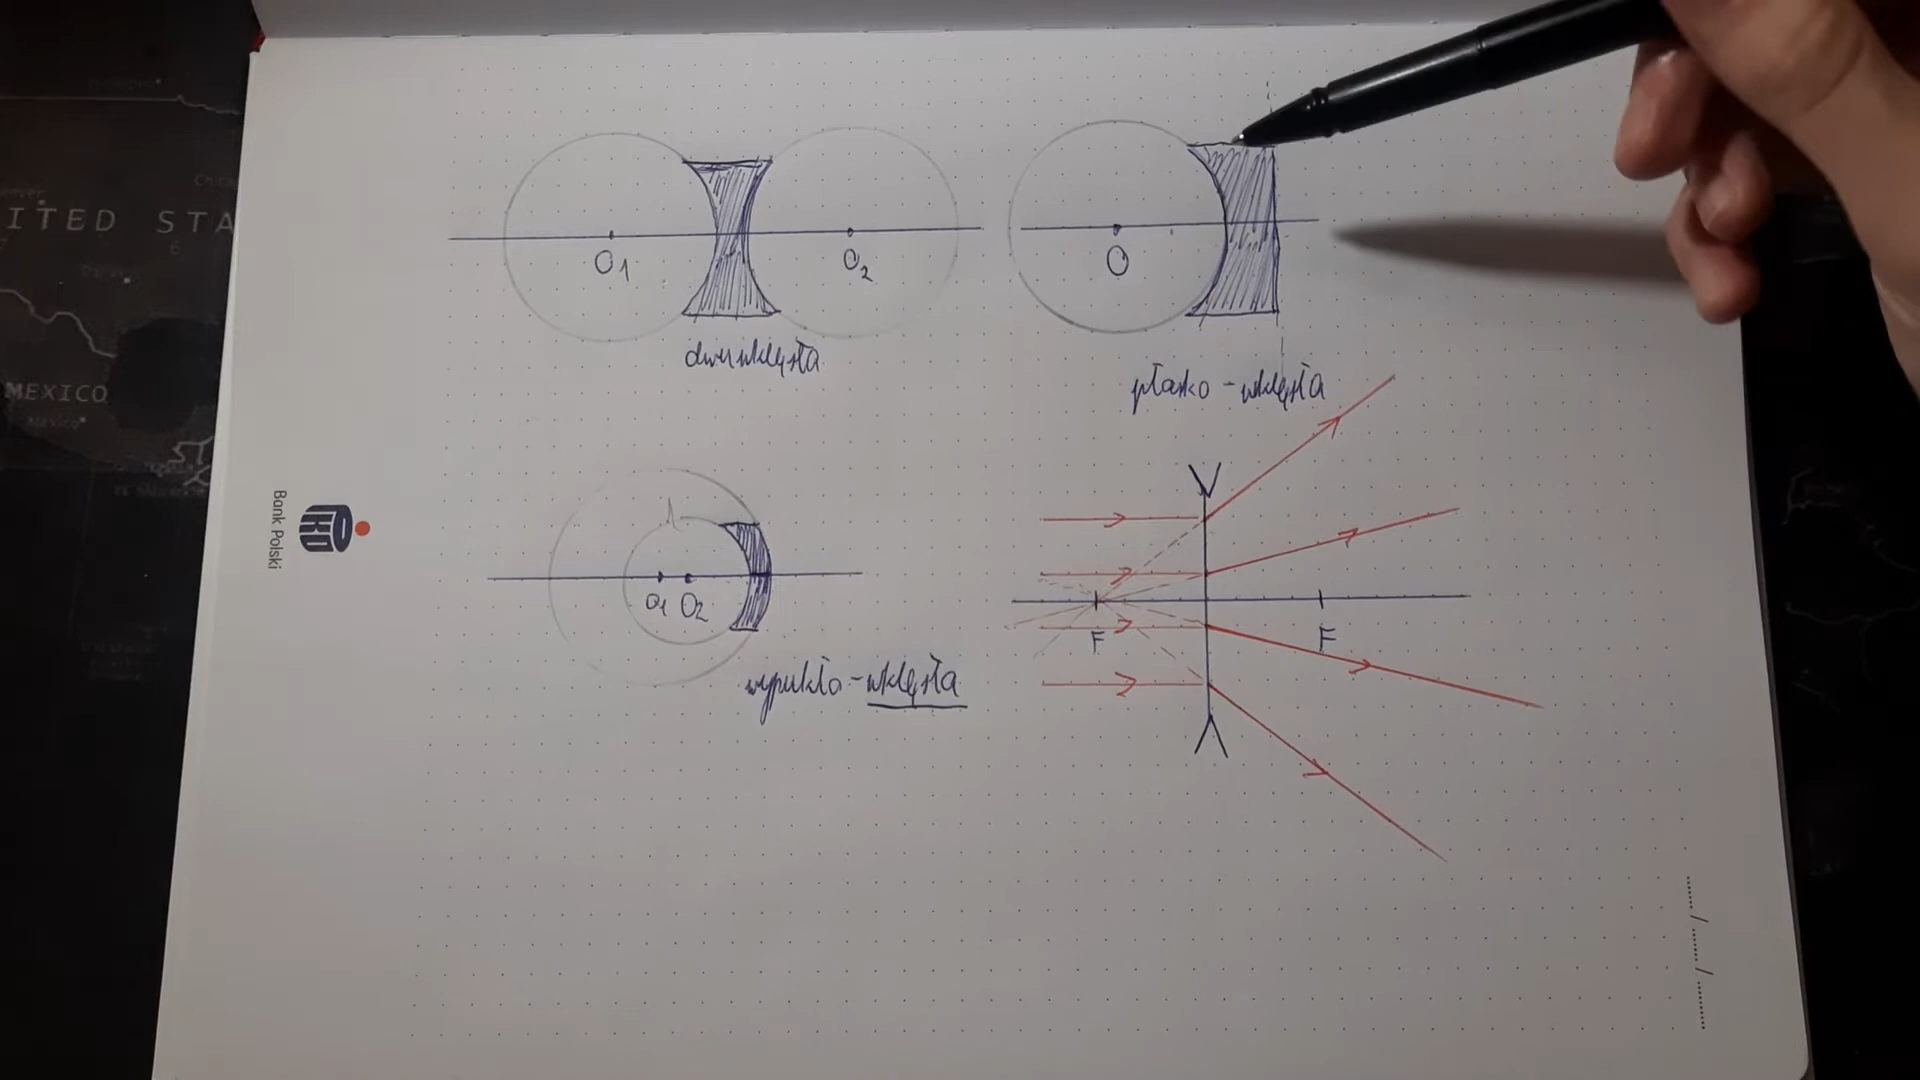 ITED STA
MEXICO
O₁
O₂
O
dwuwklęsła
płasko-wklęsła
O₁ O₂
wypukło-wklęsła
F
F
Bank Polski